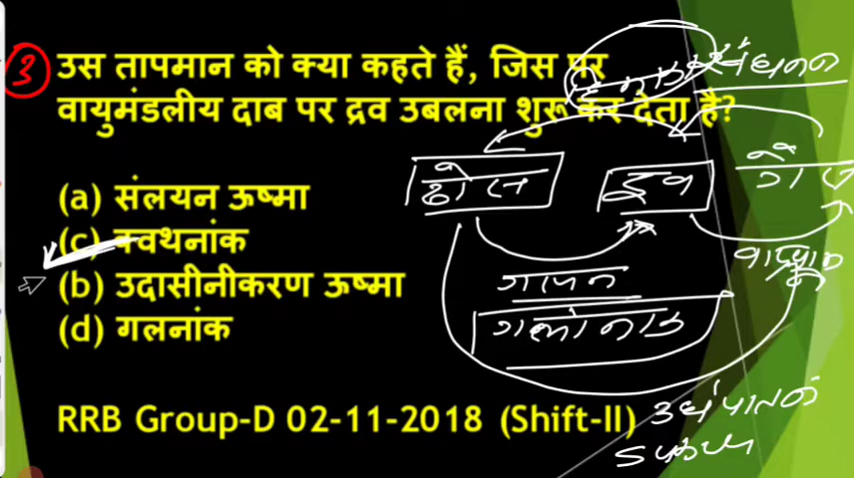 3 उस तापमान को क्या कहते हैं, जिस पर
वायुमंडलीय दाब पर द्रव उबलना शुरू कर देता है?
संघनन
ठोस
द्रव
गैस
(a) संलयन ऊष्मा
(c) क्वथनांक
(b) उदासीनीकरण ऊष्मा
(d) गलनांक
गलन
RRB Group-D 02-11-2018 (Shift-II)